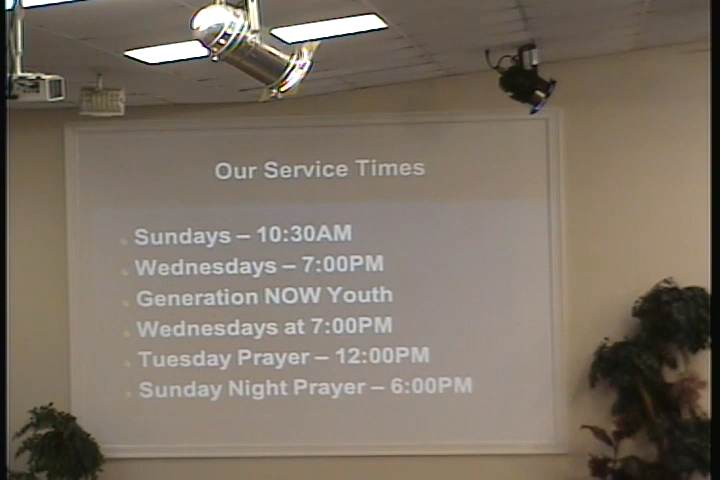 Our Service Times
Sundays – 10:30AM
Wednesdays – 7:00PM
Generation NOW Youth
Wednesdays at 7:00PM
Tuesday Prayer – 12:00PM
Sunday Night Prayer – 6:00PM